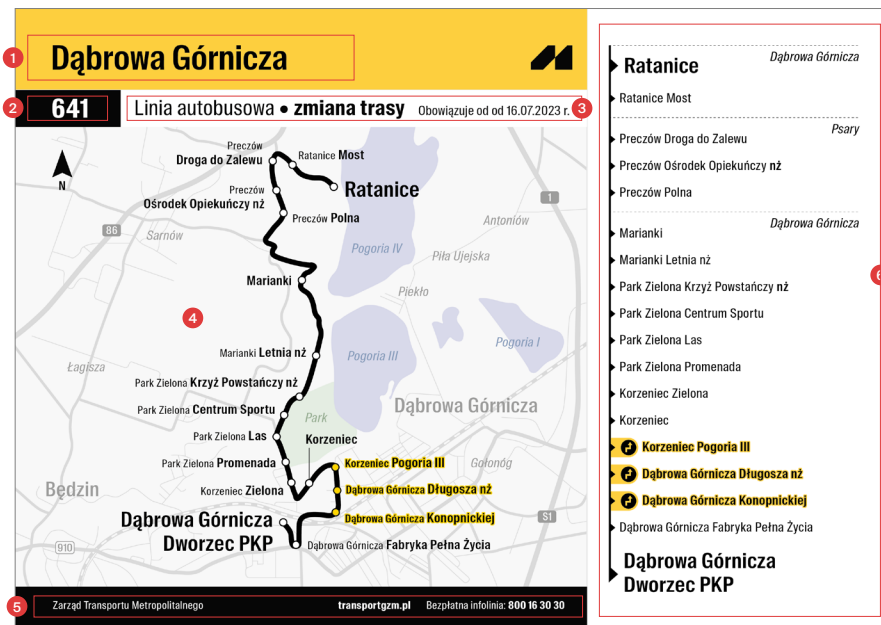 1
Dąbrowa Górnicza
2
641
Linia autobusowa • zmiana trasy Obowiązuje od od 16.07.2023 r.
3
N
Preczów
Droga do Zalewu
Ratanice Most
Ratanice
Preczów
Ośrodek Opiekuńczy nż
Preczów Polna
1
86
Sarnów
Antoniów
Pogoria IV
Piła Ujejska
Marianki
Piekło
4
Marianki Letnia nż
Pogoria III
Pogoria I
Łagisza
Park Zielona Krzyż Powstańczy nż
Park Zielona Centrum Sportu
Park
Dąbrowa Górnicza
Park Zielona Las
Korzeniec
Park Zielona Promenada
Korzeniec Pogoria III
Gołonóg
Będzin
Korzeniec Zielona
Dąbrowa Górnicza Długosza nż
Dąbrowa Górnicza
Dworzec PKP
Dąbrowa Górnicza Konopnickiej
S1
910
Dąbrowa Górnicza Fabryka Pełna Życia
5
Zarząd Transportu Metropolitalnego
transportgzm.pl
Bezpłatna infolinia: 800 16 30 30
Dąbrowa Górnicza
Ratanice
Ratanice Most
Psary
Preczów Droga do Zalewu
Preczów Ośrodek Opiekuńczy nż
Preczów Polna
Dąbrowa Górnicza
Marianki
Marianki Letnia nż
6
Park Zielona Krzyż Powstańczy nż
Park Zielona Centrum Sportu
Park Zielona Las
Park Zielona Promenada
Korzeniec Zielona
Korzeniec
Korzeniec Pogoria III
Dąbrowa Górnicza Długosza nż
Dąbrowa Górnicza Konopnickiej
Dąbrowa Górnicza Fabryka Pełna Życia
Dąbrowa Górnicza
Dworzec PKP